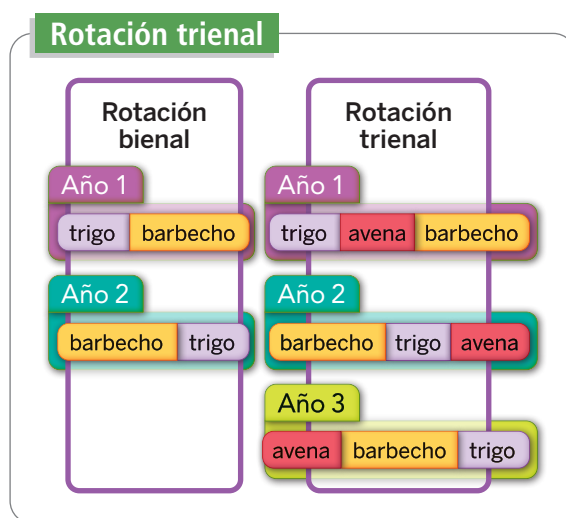 Rotación trienal
Rotación
bienal
Año 1
trigo barbecho
Año 2
barbecho trigo
Rotación
trienal
Año 1
trigo avena barbecho
Año 2
barbecho trigo avena
Año 3
avena barbecho trigo